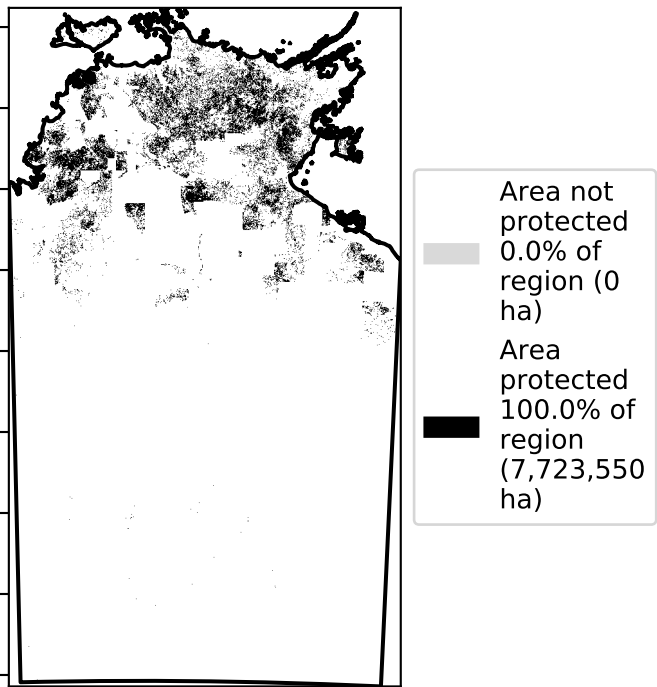 Area not
protected
0.0% of
region (0
ha)
Area
protected
100.0% of
region
(7,723,550
ha)